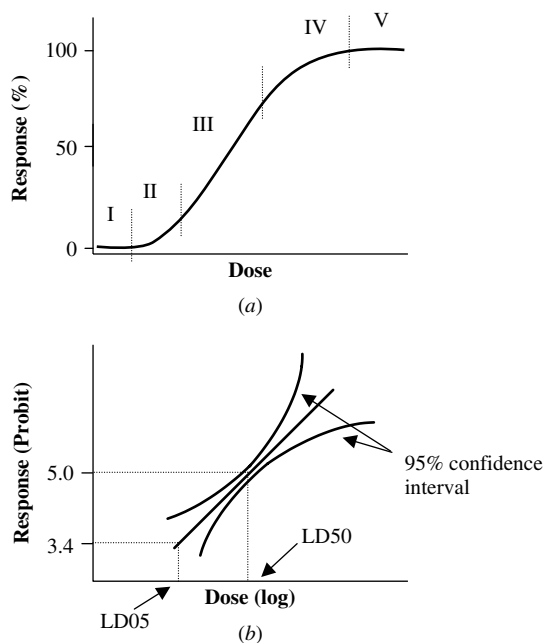 Response (%)
100
50
0
I
II
III
IV
V
Dose
(a)
Response (Probit)
5.0
3.4
95% confidence
interval
LD50
LD05
Dose (log)
(b)